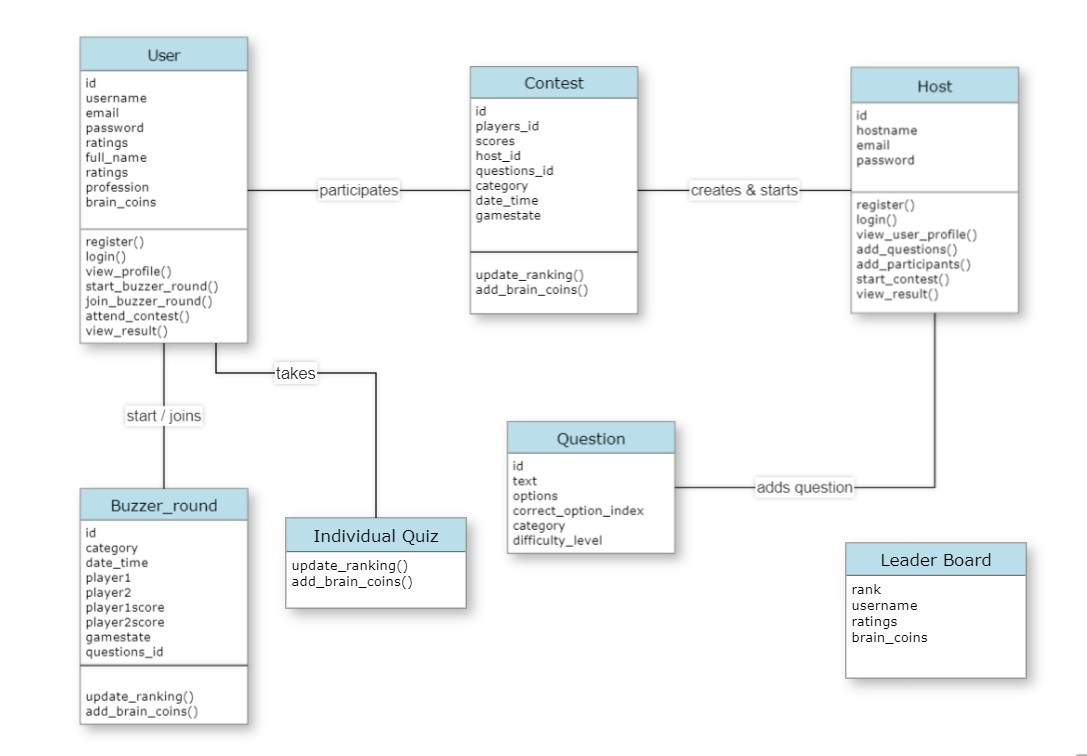 User
id
username
email
password
ratings
full_name
ratings
profession
brain_coins
register()
login()
view_profile()
start_buzzer_round()
join_buzzer_round()
attend_contest()
view_result()
participates
Contest
id
players_id
scores
host_id
questions_id
category
date_time
gamestate
update_ranking()
add_brain_coins()
creates & starts
Host
id
hostname
email
password
register()
login()
view_user_profile()
add_questions()
add_participants()
start_contest()
view_result()
takes
start / joins
Question
id
text
options
correct_option_index
category
difficulty_level
adds question
Buzzer_round
id
category
date_time
player1
player2
player1score
player2score
gamestate
questions_id
update_ranking()
add_brain_coins()
Individual Quiz
update_ranking()
add_brain_coins()
Leader Board
rank
username
ratings
brain_coins